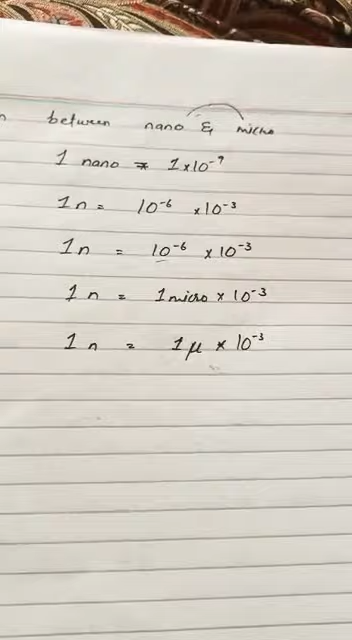 between nano & micro
1 nano = 1×10⁻⁹
1n = 10⁻⁶ ×10⁻³
1n = 10⁻⁶ × 10⁻³
1n = 1micro × 10⁻³
1n = 1μ × 10⁻³